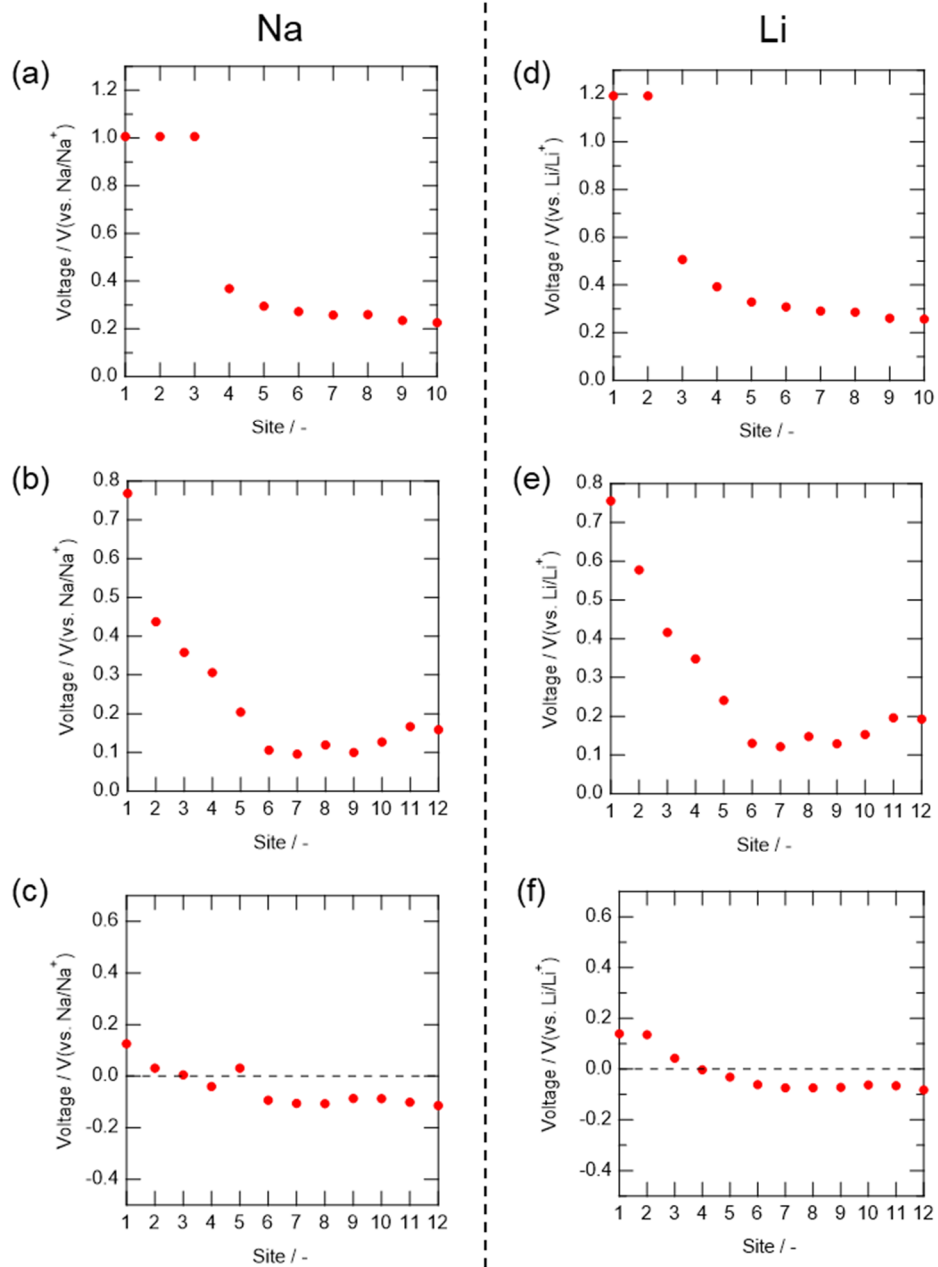 Na
Li
(a)
1.2
1.0
0.8
0.6
0.4
0.2
0.0
Voltage / V(vs. Na/Na+)
1 2 3 4 5 6 7 8 9 10
Site / -
(d)
1.2
1.0
0.8
0.6
0.4
0.2
0.0
Voltage / V(vs. Li/Li+)
1 2 3 4 5 6 7 8 9 10
Site / -
(b)
0.8
0.7
0.6
0.5
0.4
0.3
0.2
0.1
0.0
Voltage / V(vs. Na/Na+)
1 2 3 4 5 6 7 8 9 10 11 12
Site / -
(e)
0.8
0.7
0.6
0.5
0.4
0.3
0.2
0.1
0.0
Voltage / V(vs. Li/Li+)
1 2 3 4 5 6 7 8 9 10 11 12
Site / -
(c)
0.6
0.4
0.2
0.0
-0.2
-0.4
Voltage / V(vs. Na/Na+)
1 2 3 4 5 6 7 8 9 10 11 12
Site / -
(f)
0.6
0.4
0.2
0.0
-0.2
-0.4
Voltage / V(vs. Li/Li+)
1 2 3 4 5 6 7 8 9 10 11 12
Site / -